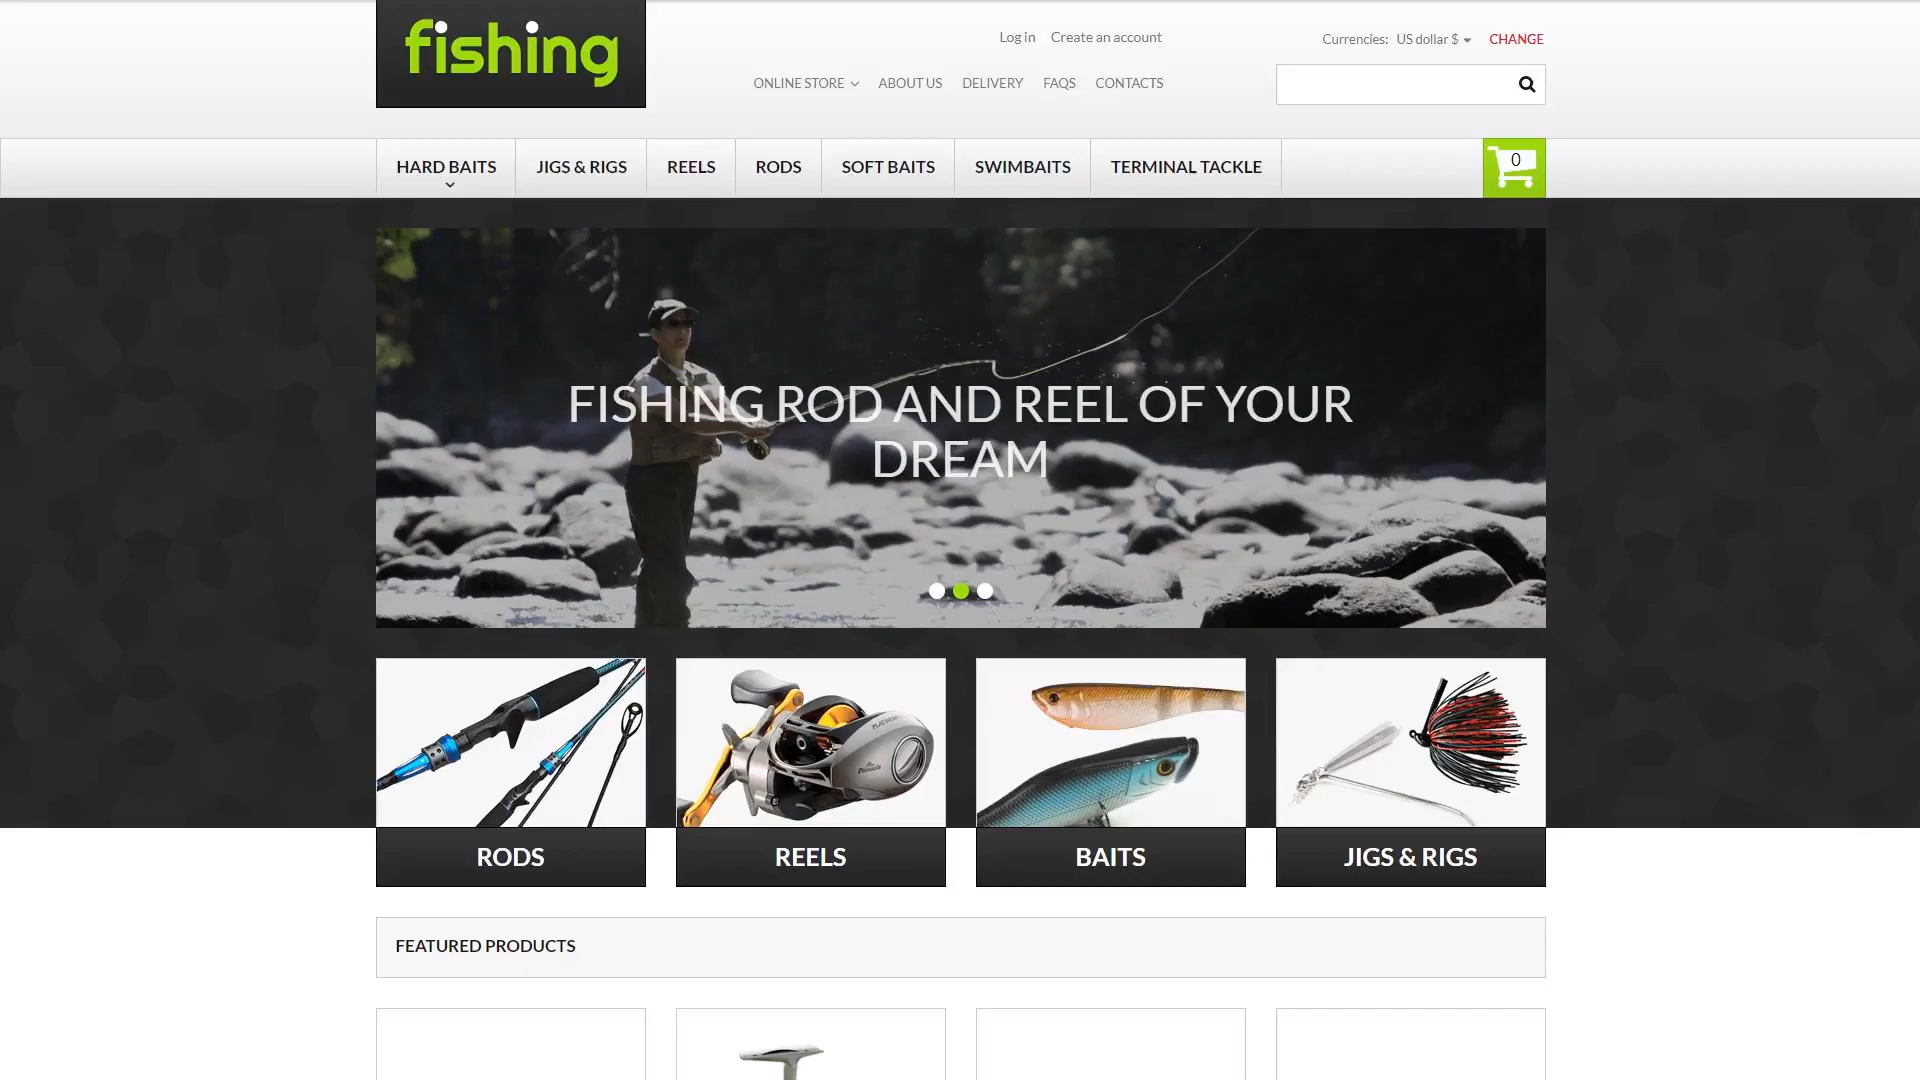 fishing
Log in Create an account
Currencies: US dollar $ CHANGE
ONLINE STORE ABOUT US DELIVERY FAQS CONTACTS
HARD BAITS JIGS & RIGS REELS RODS SOFT BAITS SWIMBAITS TERMINAL TACKLE
0
FISHING ROD AND REEL OF YOUR
DREAM
RODS REELS BAITS JIGS & RIGS
FEATURED PRODUCTS